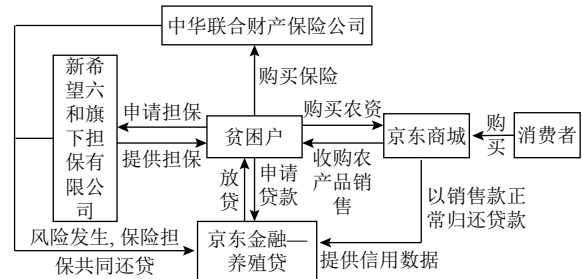 中华联合财产保险公司
新希
望六
和旗
下担
保有
限公
司
申请担保
提供担保
购买保险
贫困户
购买农资
收购农
产品销
售
京东商城
购
买
消费者
放
贷
申请
贷款
以销售款正
常归还贷款
风险发生, 保险担
保共同还贷
京东金融—
养殖贷
提供信用数据